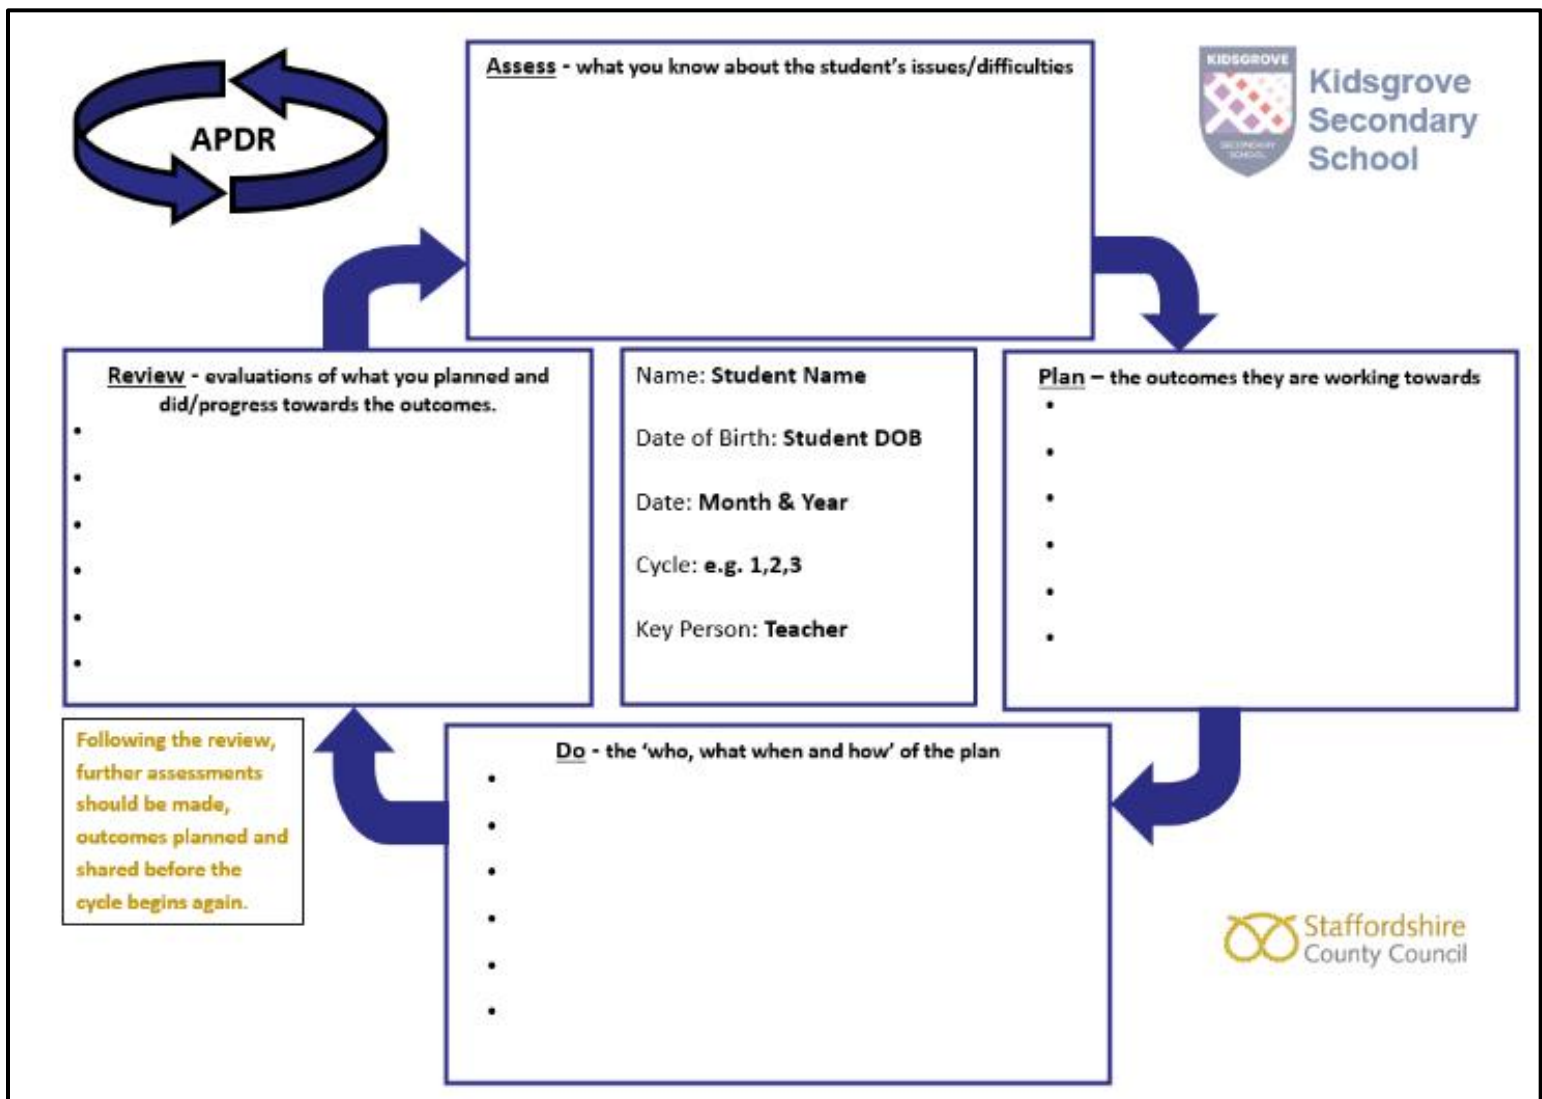 APDR
Assess - what you know about the student's issues/difficulties
KIDSGROVE
SECONDARY
SCHOOL
Kidsgrove
Secondary
School
Review - evaluations of what you planned and
did/progress towards the outcomes.
•
•
•
•
•
•
Name: Student Name
Date of Birth: Student DOB
Date: Month & Year
Cycle: e.g. 1,2,3
Key Person: Teacher
Plan – the outcomes they are working towards
•
•
•
•
•
•
Following the review,
further assessments
should be made,
outcomes planned and
shared before the
cycle begins again.
Do - the ‘who, what when and how’ of the plan
•
•
•
•
•
•
Staffordshire
County Council